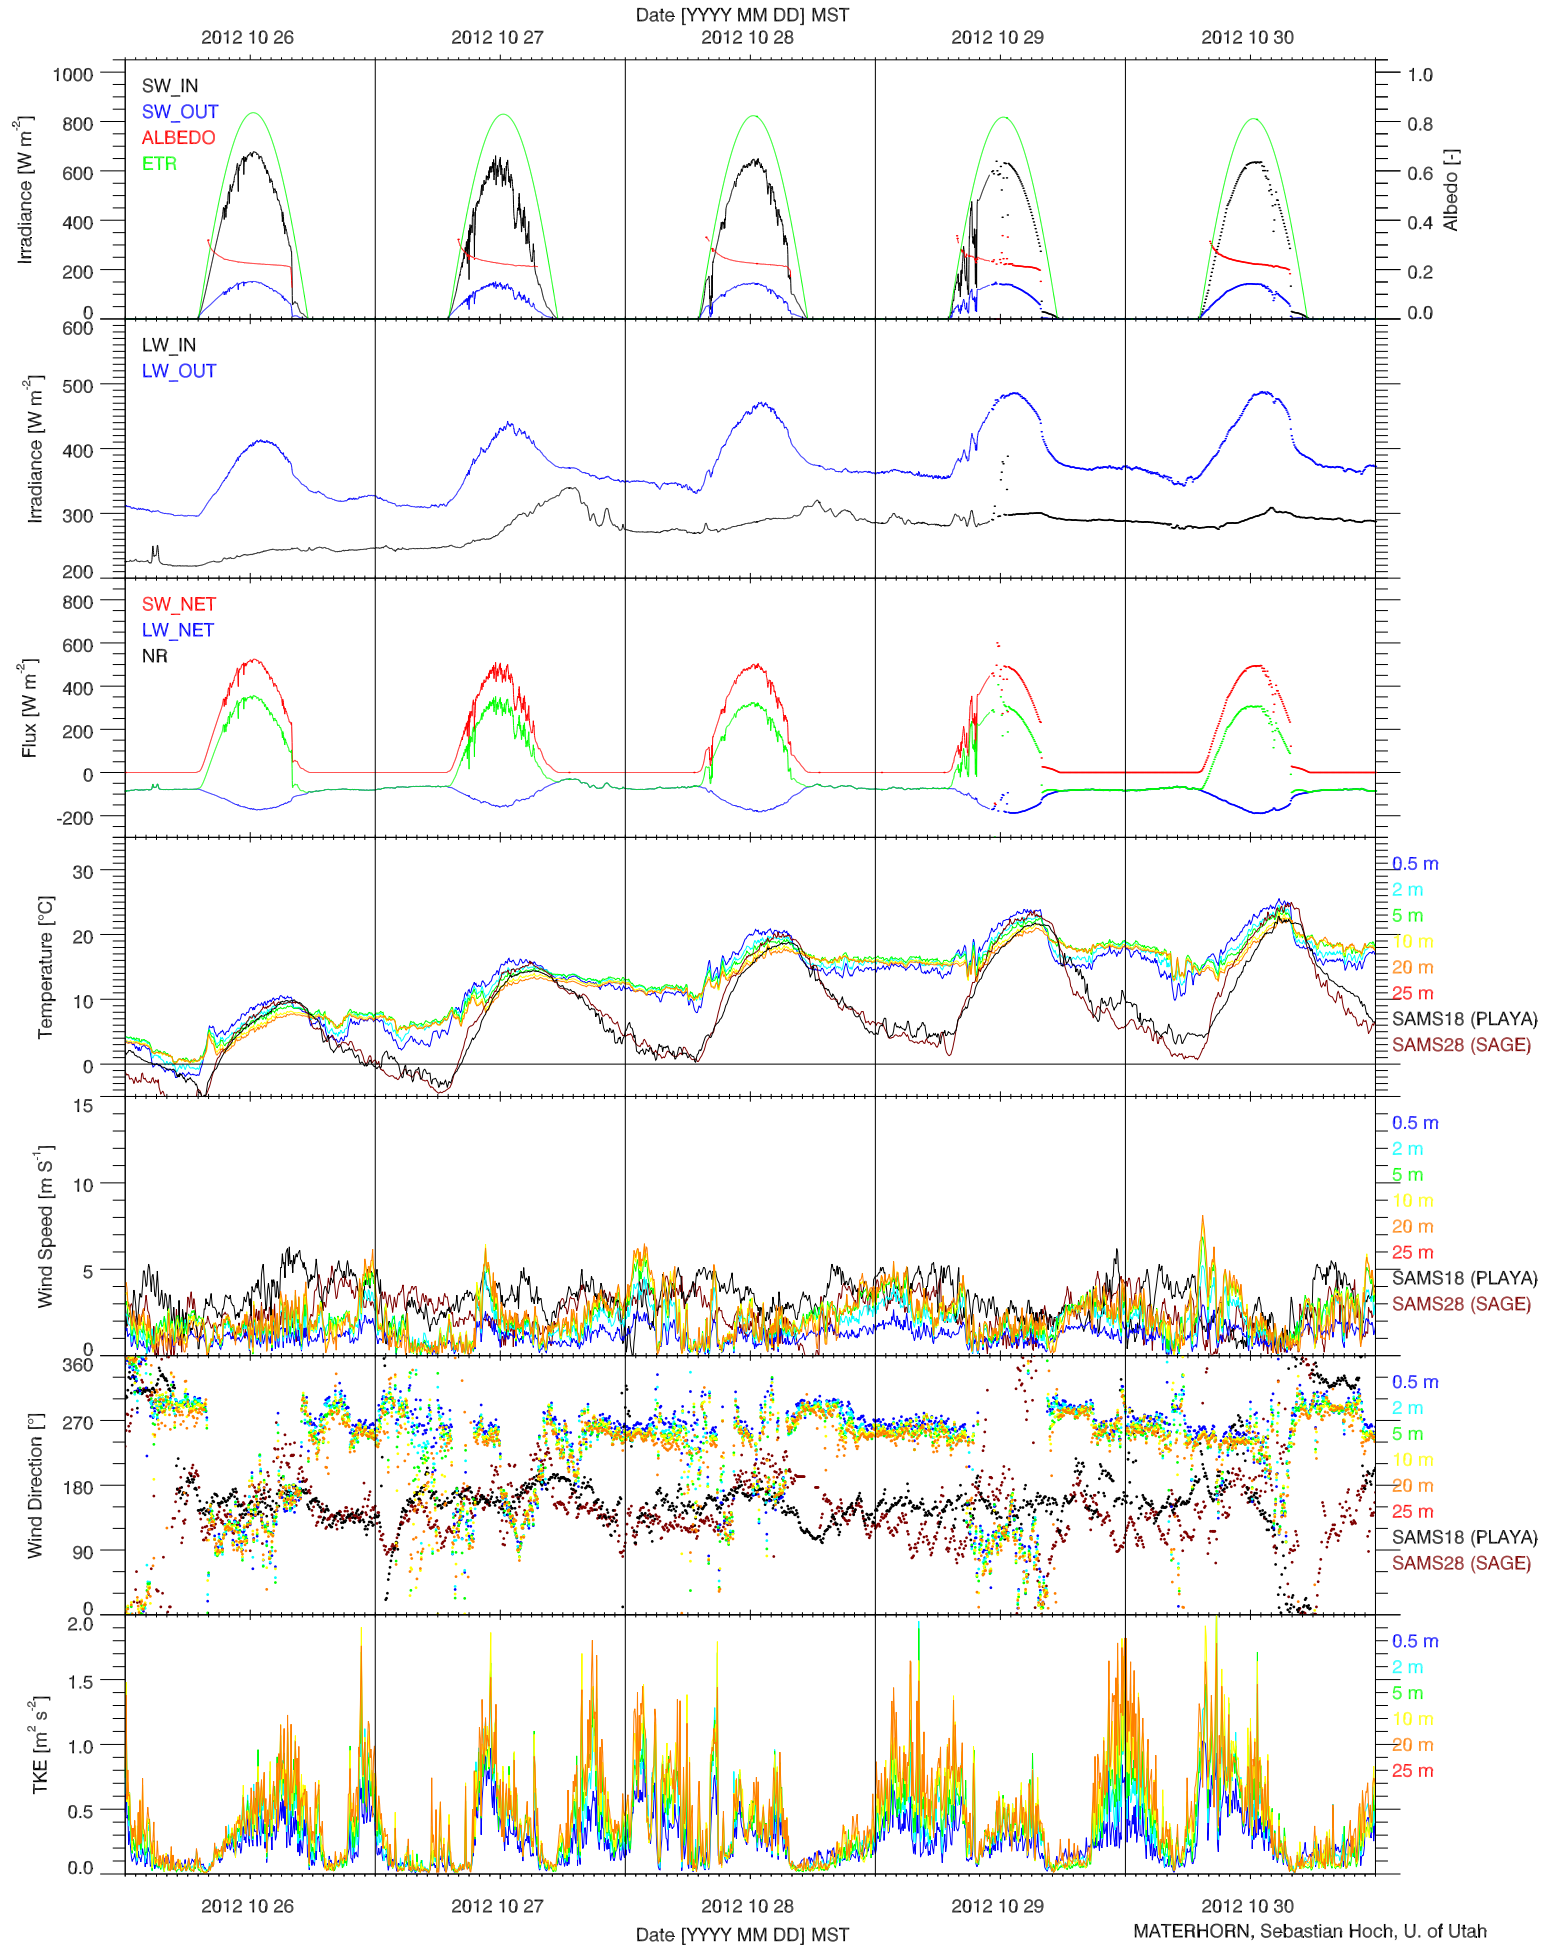 Date [YYYY MM DD] MST
2012 10 26
2012 10 27
2012 10 28
2012 10 29
2012 10 30
Irradiance [W m-2]
1000
800
600
400
200
0
SW_IN
SW_OUT
ALBEDO
ETR
1.0
0.8
0.6
0.4
0.2
0.0
Albedo [-]
Irradiance [W m-2]
600
500
400
300
200
LW_IN
LW_OUT
Flux [W m-2]
800
600
400
200
0
-200
SW_NET
LW_NET
NR
Temperature [°C]
30
20
10
0
0.5 m
2 m
5 m
10 m
20 m
25 m
SAMS18 (PLAYA)
SAMS28 (SAGE)
Wind Speed [m S-1]
15
10
5
0
0.5 m
2 m
5 m
10 m
20 m
25 m
SAMS18 (PLAYA)
SAMS28 (SAGE)
Wind Direction [°]
360
270
180
90
0
0.5 m
2 m
5 m
10 m
20 m
25 m
SAMS18 (PLAYA)
SAMS28 (SAGE)
TKE [m2 s-2]
2.0
1.5
1.0
0.5
0.0
0.5 m
2 m
5 m
10 m
20 m
25 m
2012 10 26
2012 10 27
2012 10 28
2012 10 29
2012 10 30
Date [YYYY MM DD] MST
MATERHORN, Sebastian Hoch, U. of Utah